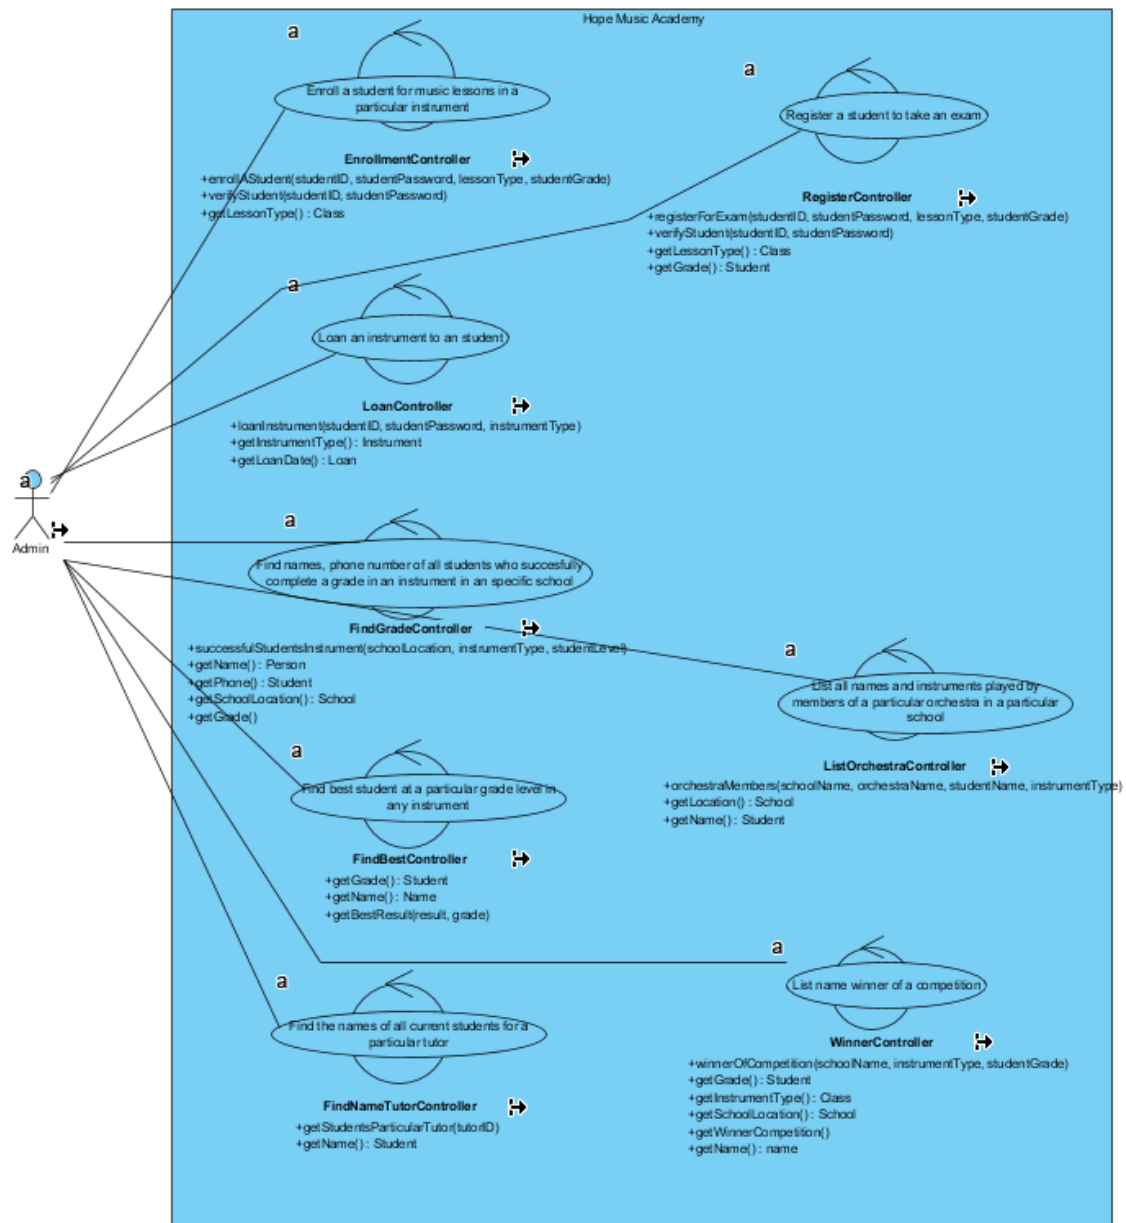 Hope Music Academy
a
Enroll a student for music lessons in a
particular instrument
EnrollmentController
+enrollAStudent(studentID, studentPassword, lessonType, studentGrade)
+verifyStudent(studentID, studentPassword)
+getLessonType() : Class
a
Register a student to take an exam
RegisterController
+registerForExam(studentID, studentPassword, lessonType, studentGrade)
+verifyStudent(studentID, studentPassword)
+getLessonType() : Class
+getGrade() : Student
a
Loan an instrument to an student
LoanController
+loanInstrument(studentID, studentPassword, instrumentType)
+getInstrumentType() : Instrument
+getLoanDate() : Loan
a
Admin
a
Find names, phone number of all students who succesfully
complete a grade in an instrument in an specific school
FindGradeController
+successfulStudentsInstrument(schoolLocation, instrumentType, studentLevel)
+getName() : Person
+getPhone() : Student
+getSchoolLocation() : School
+getGrade()
a
List all names and instruments played by
members of a particular orchestra in a particular
school
ListOrchestraController
+orchestraMembers(schoolName, orchestraName, studentName, instrumentType)
+getLocation() : School
+getName() : Student
a
Find best student at a particular grade level in
any instrument
FindBestController
+getGrade() : Student
+getName() : Name
+getBestResult(result, grade)
a
List name winner of a competition
WinnerController
+winnerOfCompetition(schoolName, instrumentType, studentGrade)
+getGrade() : Student
+getInstrumentType() : Class
+getSchoolLocation() : School
+getWinnerCompetition()
+getName() : name
a
Find the names of all current students for a
particular tutor
FindNameTutorController
+getStudentsParticularTutor(tutorID)
+getName() : Student